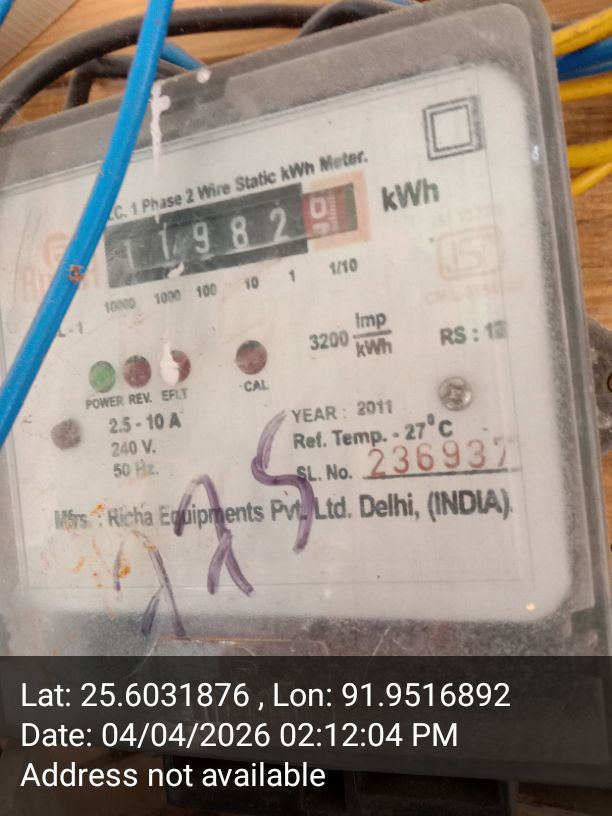 A.C. 1 Phase 2 Wire Static kWh Meter.
1 1 9 8 2 0 kWh
10000 1000 100 10 1 1/10
3200 Imp/kWh RS : 
POWER REV. EFLT CAL
2.5 - 10 A
240 V.
50 Hz.
YEAR : 2011
Ref. Temp. - 27°C
SL. No. 236937
Mfrs. : Richa Equipments Pvt. Ltd. Delhi, (INDIA).
Lat: 25.6031876 , Lon: 91.9516892
Date: 04/04/2026 02:12:04 PM
Address not available